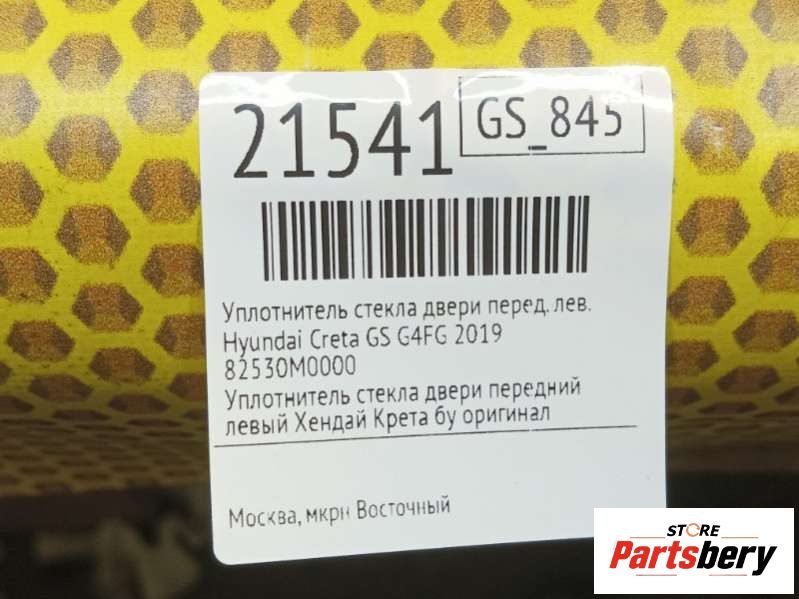 21541
GS_845
Уплотнитель стекла двери перед. лев.
Hyundai Creta GS G4FG 2019
82530M0000
Уплотнитель стекла двери передний
левый Хендай Крета бу оригинал
Москва, мкрн Восточный
STORE
Partsbery